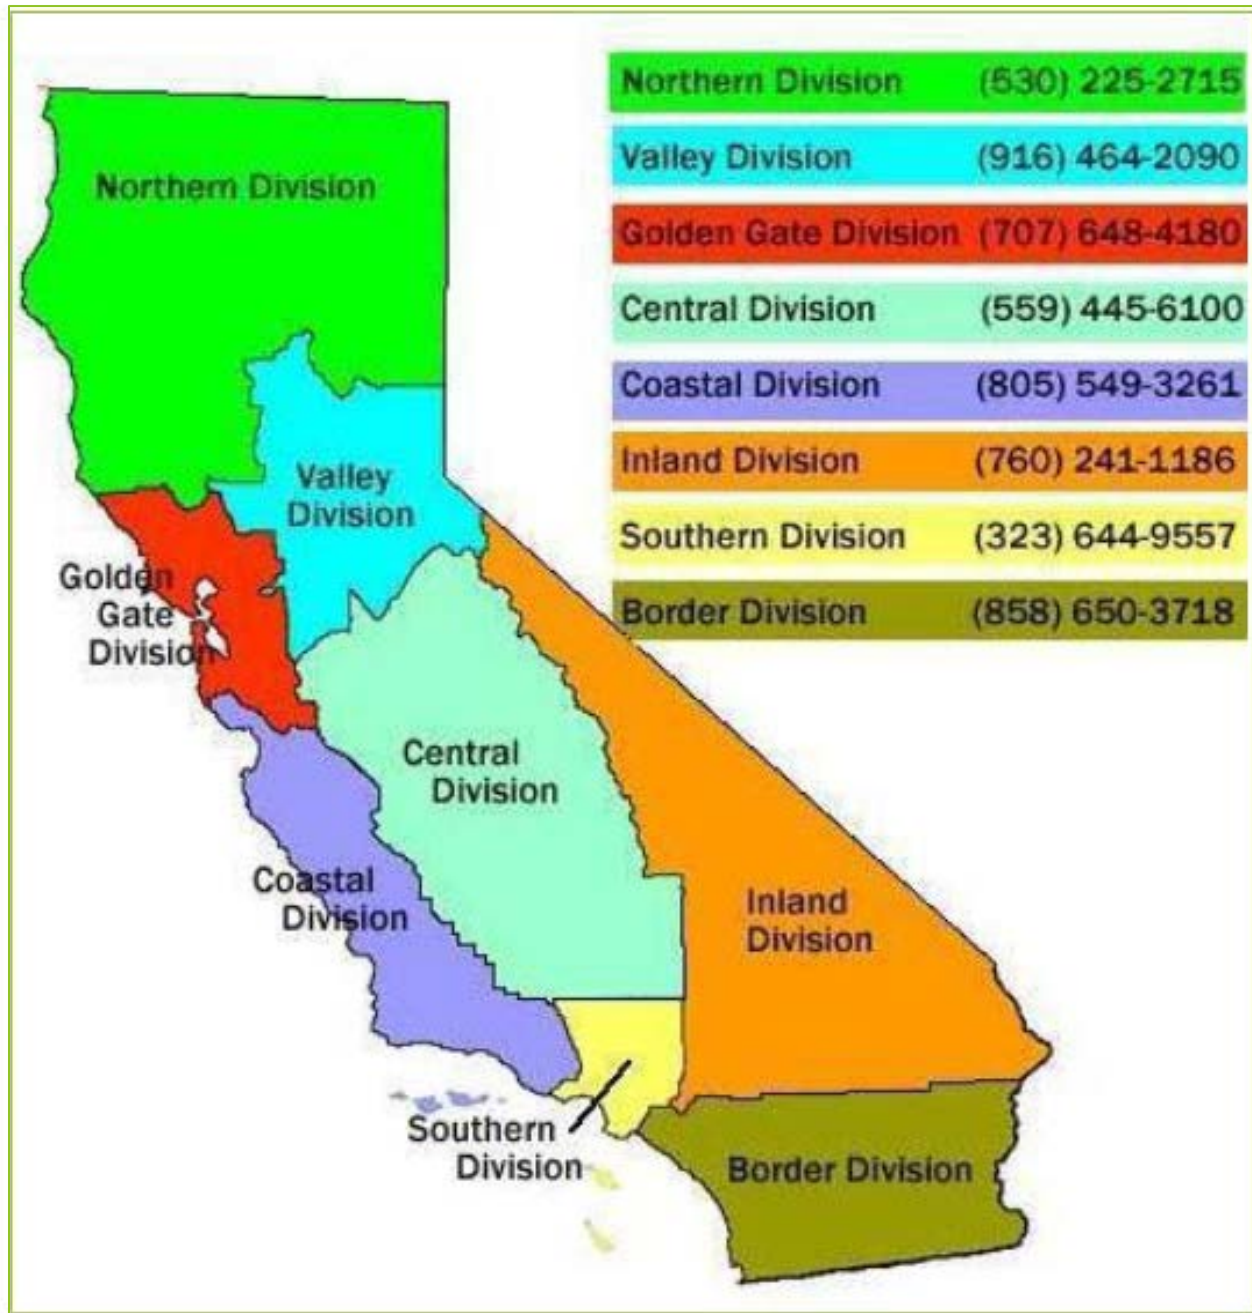 Northern Division (530) 225-2715
Valley Division (916) 464-2090
Golden Gate Division (707) 648-4180
Central Division (559) 445-6100
Coastal Division (805) 549-3261
Inland Division (760) 241-1186
Southern Division (323) 644-9557
Border Division (858) 650-3718
Northern Division
Valley
Division
Golden
Gate
Division
Central
Division
Coastal
Division
Inland
Division
Southern
Division
Border Division